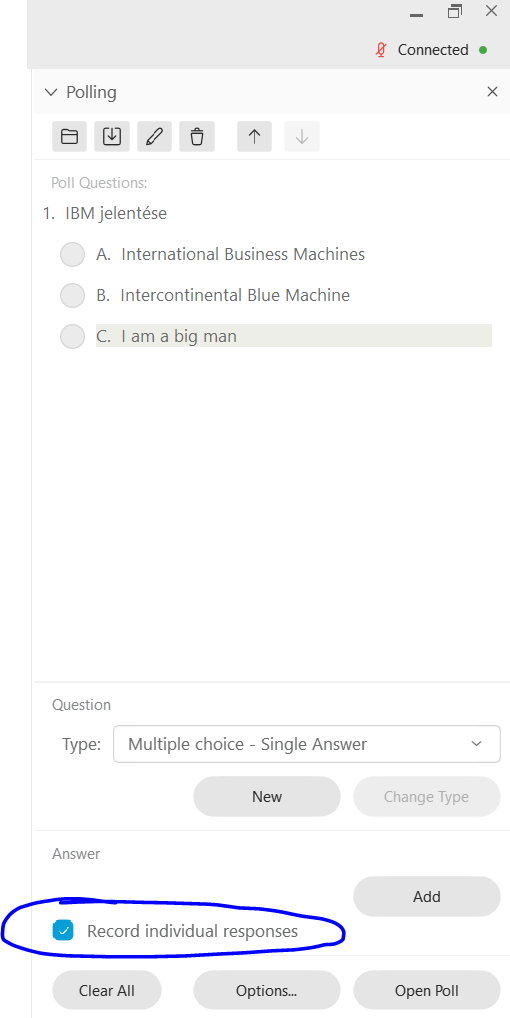 Connected
Polling
Poll Questions:
1. IBM jelentése
A. International Business Machines
B. Intercontinental Blue Machine
C. I am a big man
Question
Type: Multiple choice - Single Answer
New Change Type
Answer
Add
Record individual responses
Clear All Options... Open Poll